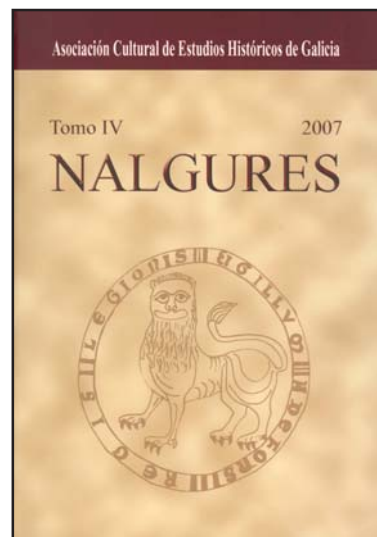 Asociación Cultural de Estudios Históricos de Galicia
Tomo IV 2007
NALGURES